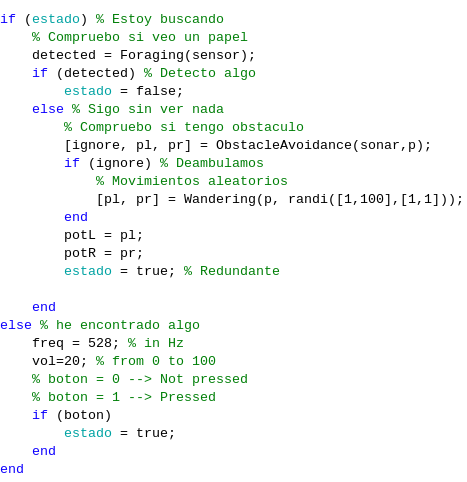 if (estado) % Estoy buscando
    % Compruebo si veo un papel
    detected = Foraging(sensor);
    if (detected) % Detecto algo
        estado = false;
    else % Sigo sin ver nada
        % Compruebo si tengo obstaculo
        [ignore, pl, pr] = ObstacleAvoidance(sonar,p);
        if (ignore) % Deambulamos
            % Movimientos aleatorios
            [pl, pr] = Wandering(p, randi([1,100],[1,1]));
        end
        potL = pl;
        potR = pr;
        estado = true; % Redundante

    end
else % he encontrado algo
    freq = 528; % in Hz
    vol=20; % from 0 to 100
    % boton = 0 --> Not pressed
    % boton = 1 --> Pressed
    if (boton)
        estado = true;
    end
end